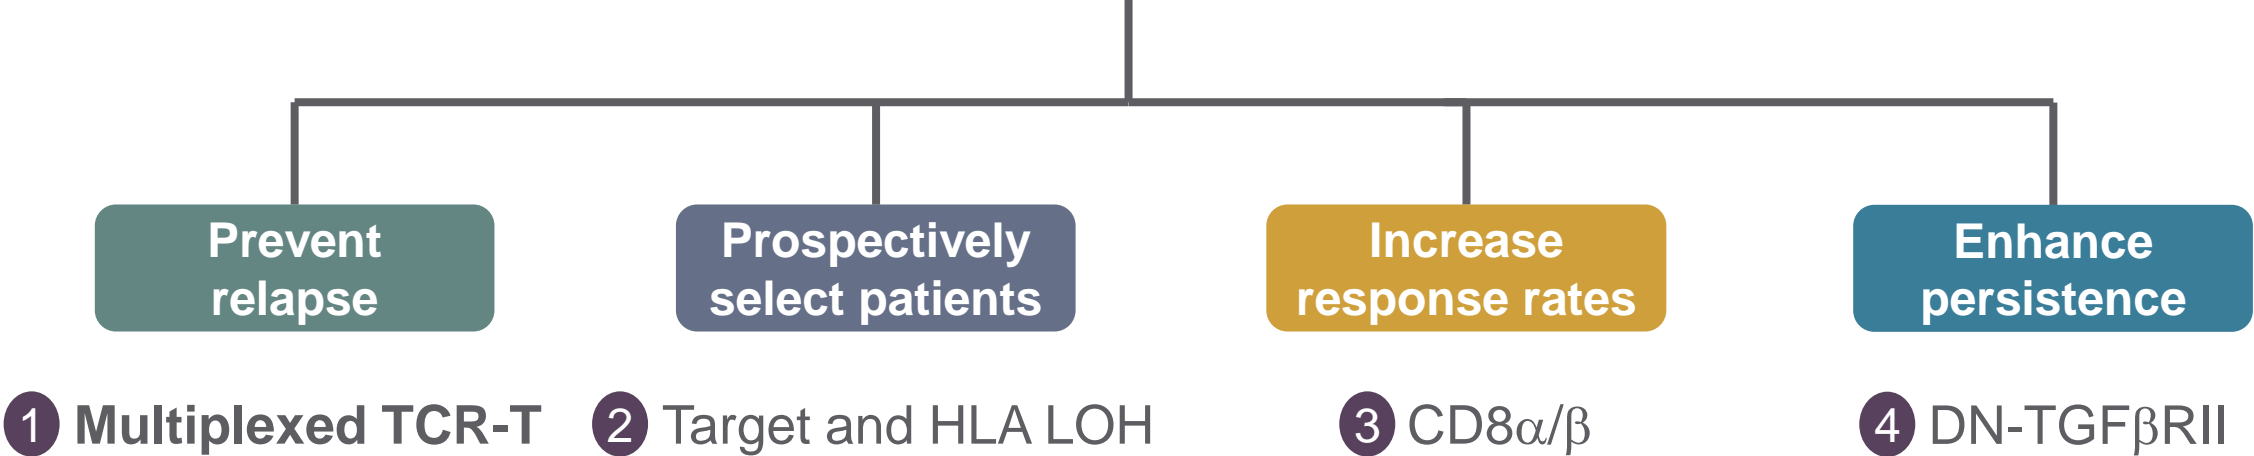 Prevent
relapse
Prospectively
select patients
Increase
response rates
Enhance
persistence
1 Multiplexed TCR-T
2 Target and HLA LOH
3 CD8α/β
4 DN-TGFβRII